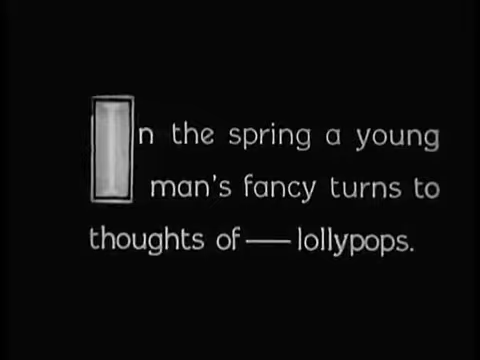 In the spring a young
man's fancy turns to
thoughts of — lollypops.